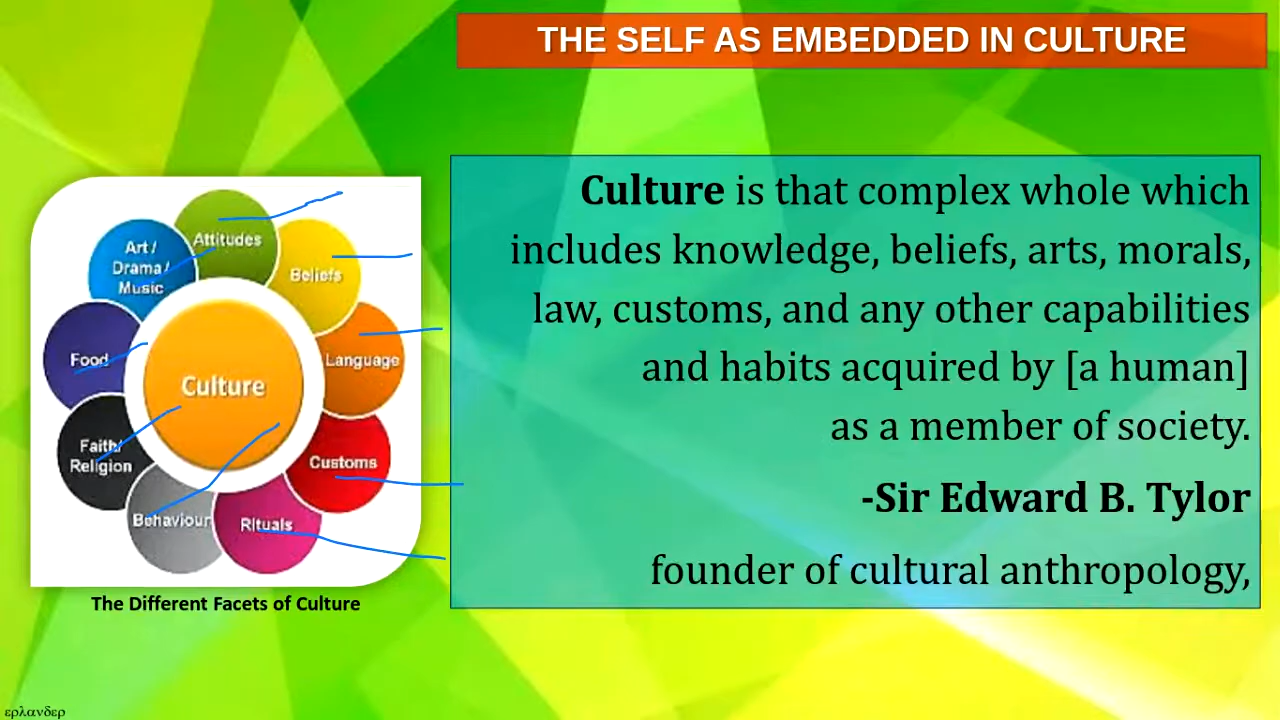 THE SELF AS EMBEDDED IN CULTURE
Attitudes
Art /
Drama /
Music
Beliefs
Food
Culture
Language
Faith/
Religion
Customs
Behaviour
Rituals
The Different Facets of Culture
Culture is that complex whole which
includes knowledge, beliefs, arts, morals,
law, customs, and any other capabilities
and habits acquired by [a human]
as a member of society.
-Sir Edward B. Tylor
founder of cultural anthropology,
ερλανδερ